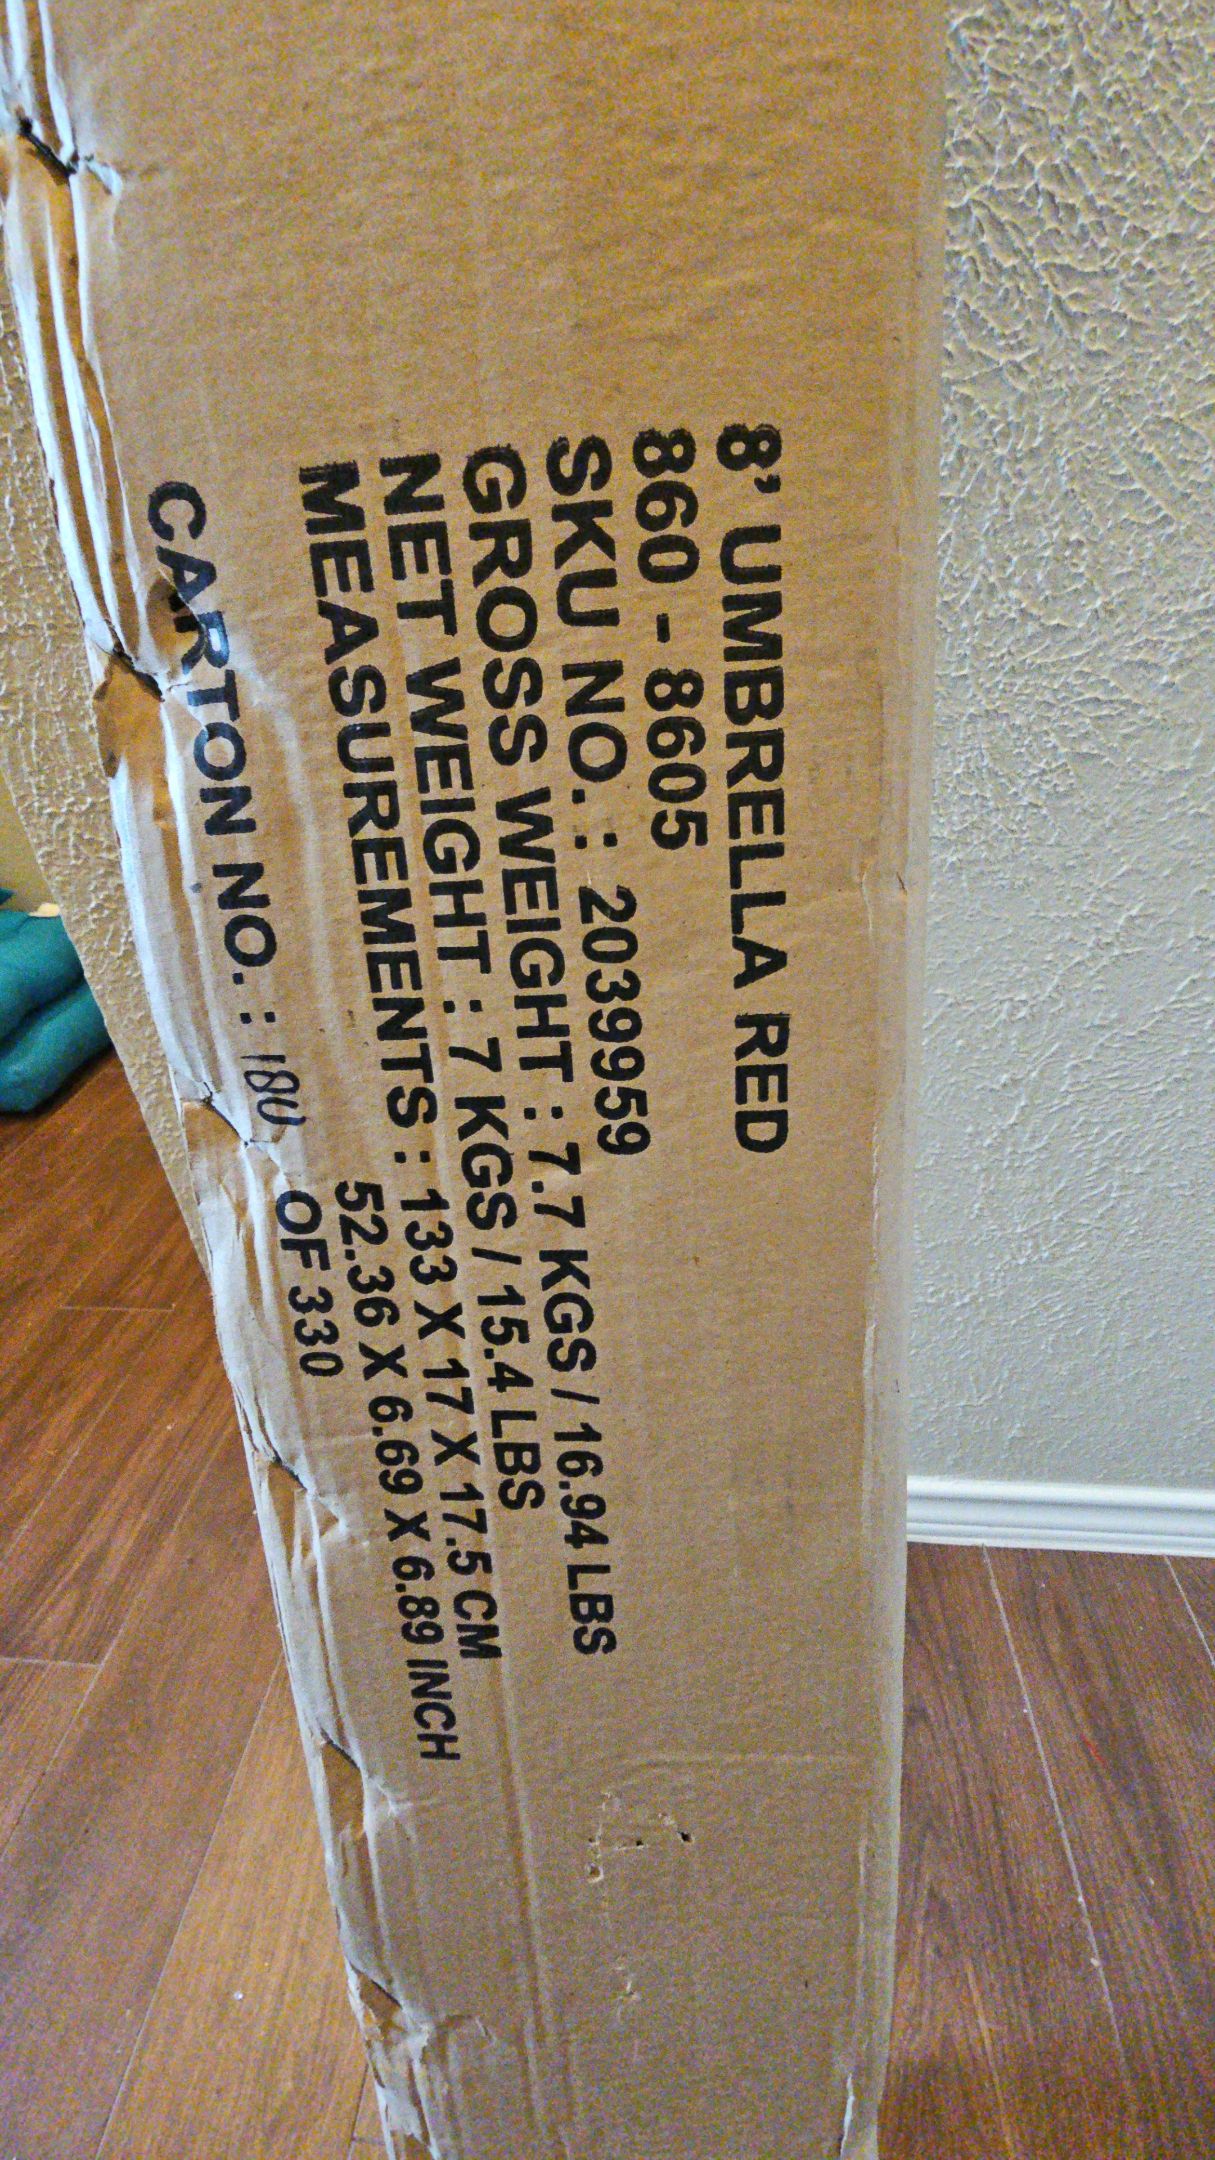 8' UMBRELLA RED
860 - 8605
SKU NO. : 2039959
GROSS WEIGHT : 7.7 KGS / 16.94 LBS
NET WEIGHT : 7 KGS / 15.4 LBS
MEASUREMENTS : 133 X 17 X 17.5 CM
52.36 X 6.69 X 6.89 INCH
CARTON NO. : 180 OF 330